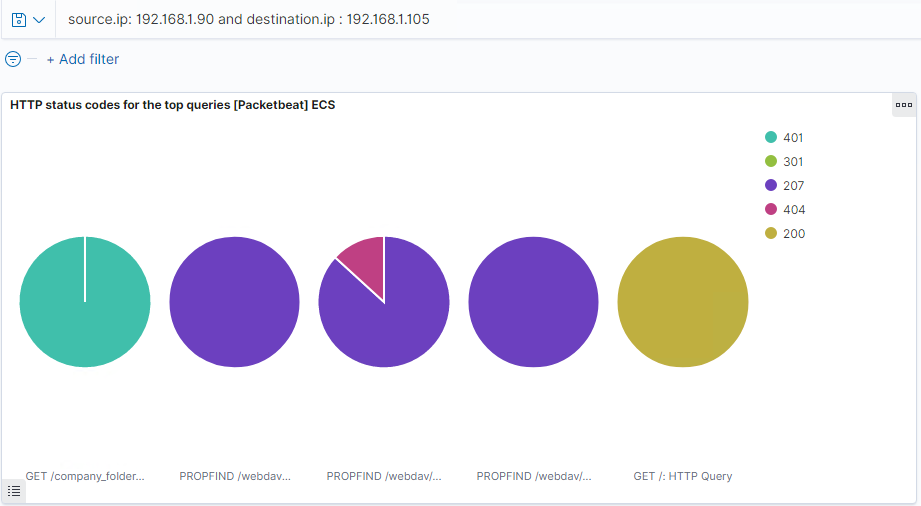 source.ip: 192.168.1.90 and destination.ip : 192.168.1.105
+ Add filter
HTTP status codes for the top queries [Packetbeat] ECS
401
301
207
404
200
GET /company_folder...
PROPFIND /webdav...
PROPFIND /webdav/...
PROPFIND /webdav/...
GET /: HTTP Query